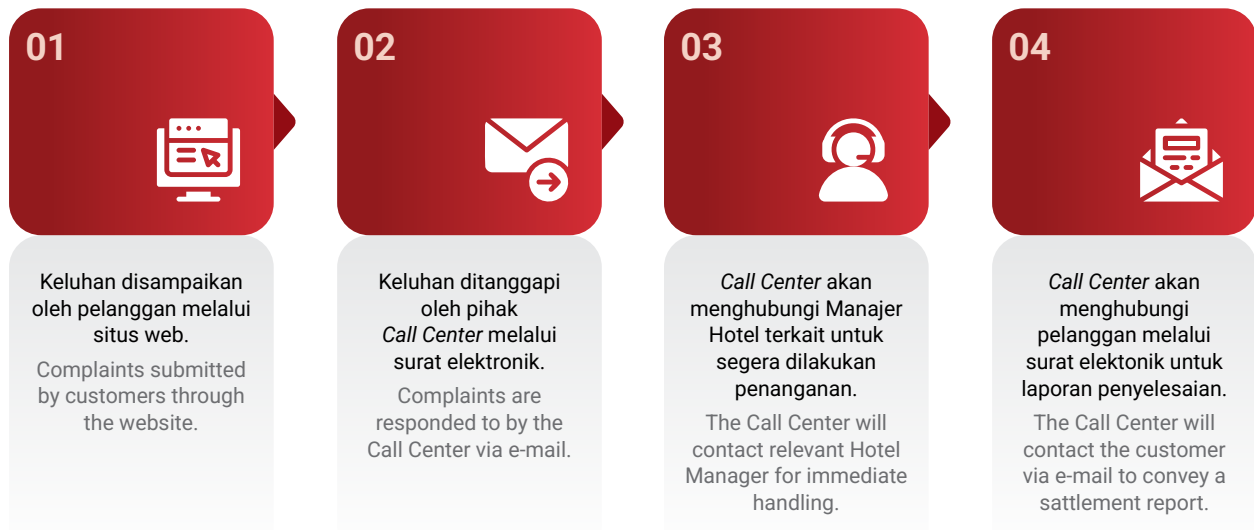 01
Keluhan disampaikan
oleh pelanggan melalui
situs web.
Complaints submitted
by customers through
the website.
02
Keluhan ditanggapi
oleh pihak
Call Center melalui
surat elektronik.
Complaints are
responded to by the
Call Center via e-mail.
03
Call Center akan
menghubungi Manajer
Hotel terkait untuk
segera dilakukan
penanganan.
The Call Center will
contact relevant Hotel
Manager for immediate
handling.
04
Call Center akan
menghubungi
pelanggan melalui
surat elektonik untuk
laporan penyelesaian.
The Call Center will
contact the customer
via e-mail to convey a
sattlement report.